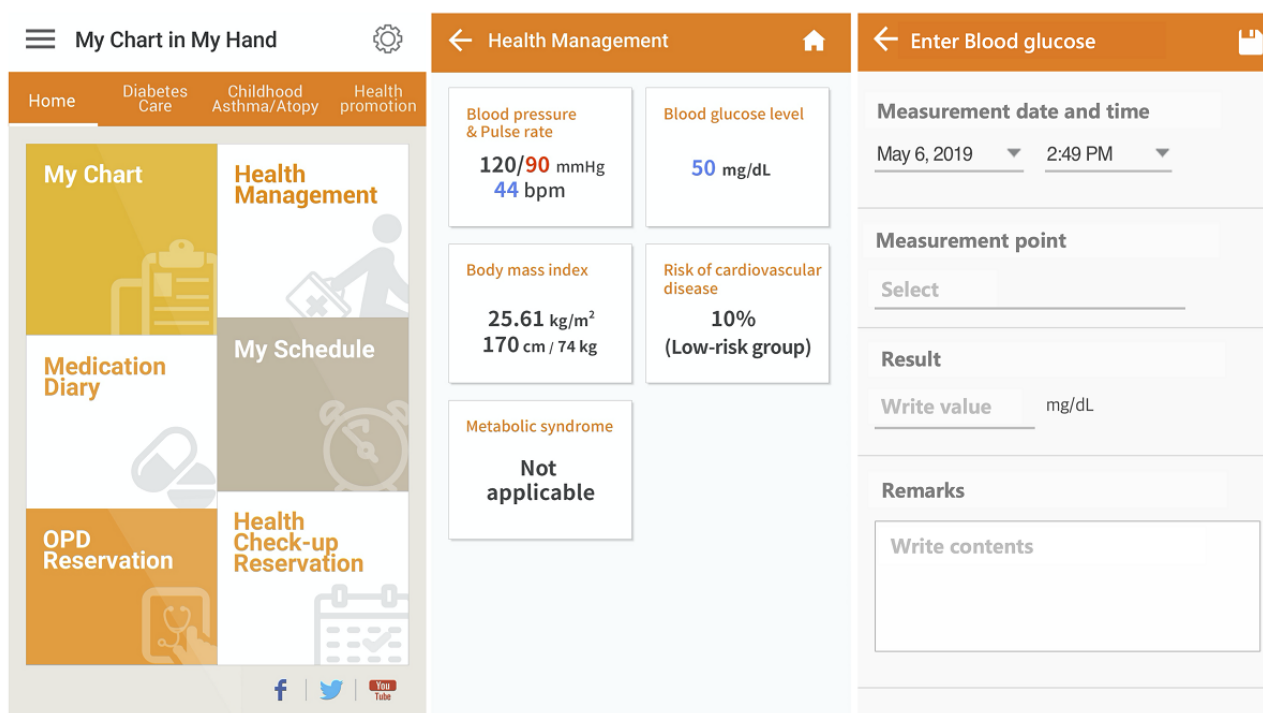 My Chart in My Hand
Home
Diabetes
Care
Childhood
Asthma/Atopy
Health
promotion
My Chart
Health
Management
Medication
Diary
My Schedule
OPD
Reservation
Health
Check-up
Reservation
f
You
Tube
Health Management
Blood pressure
& Pulse rate
120/90 mmHg
44 bpm
Blood glucose level
50 mg/dL
Body mass index
25.61 kg/m²
170 cm / 74 kg
Risk of cardiovascular
disease
10%
(Low-risk group)
Metabolic syndrome
Not
applicable
Enter Blood glucose
Measurement date and time
May 6, 2019
2:49 PM
Measurement point
Select
Result
Write value
mg/dL
Remarks
Write contents